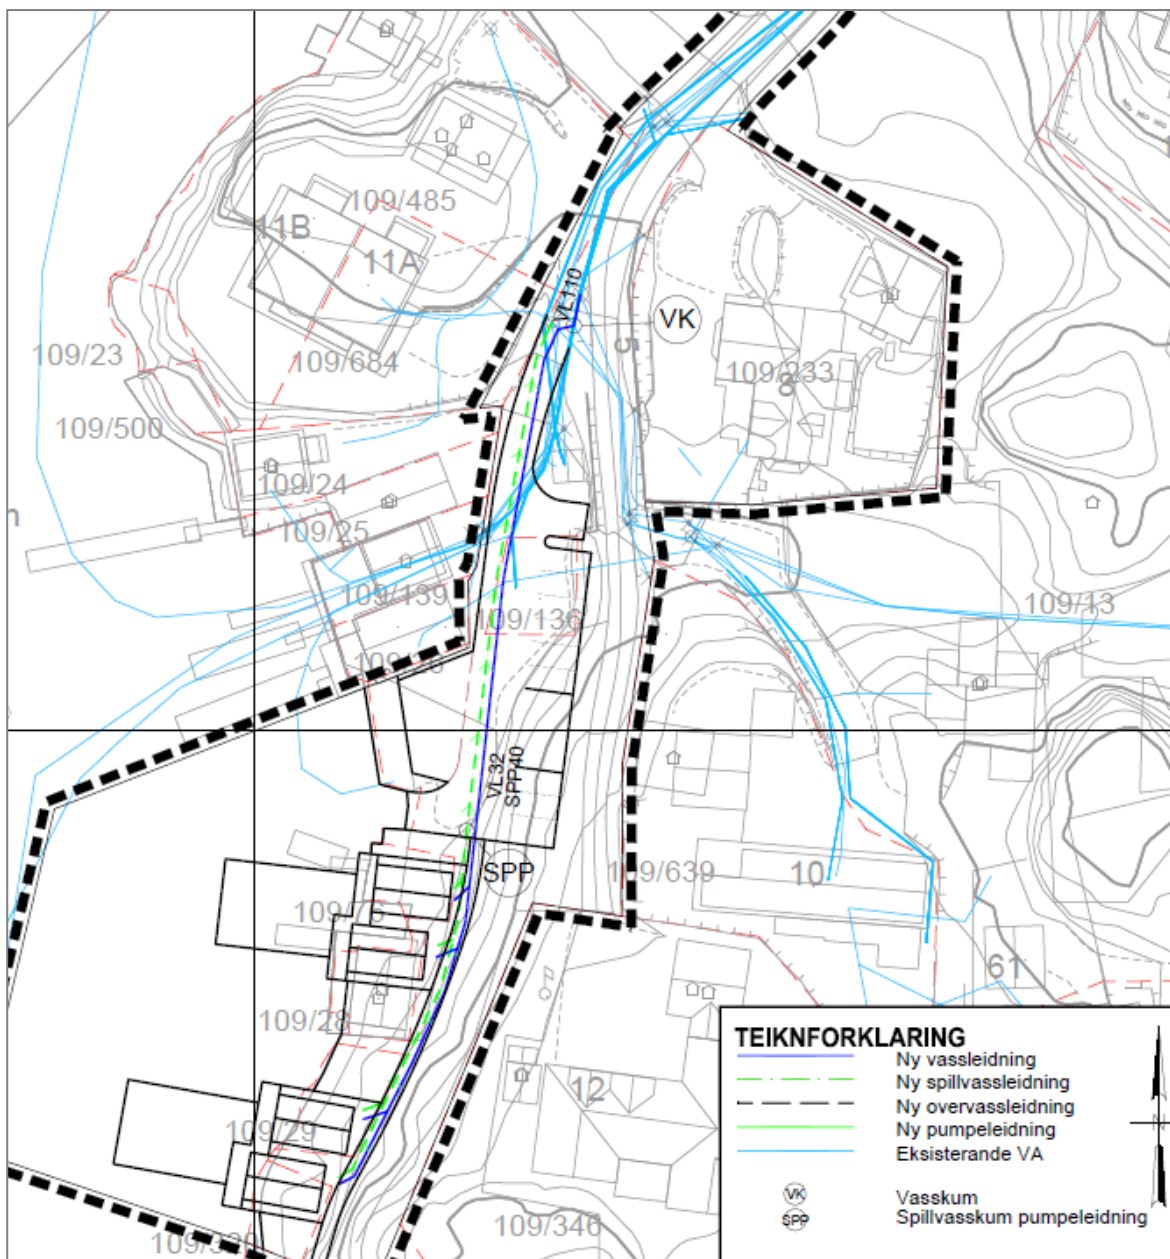 109/485
11B
11A
VL110
VK
5
109/23
109/684
109/233
8
109/500
109/24
n
109/25
109/139
109/136
109/13
VL32
SPP40
SPP
109/639
10
109/28
61
12
109/29
109/346
TEIKNFORKLARING
Ny vassleidning
Ny spillvassleidning
Ny overvassleidning
Ny pumpeleidning
Eksisterande VA
VK Vasskum
SPP Spillvasskum pumpeleidning
N